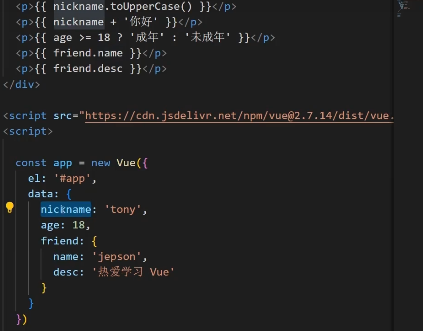 <p>{{ nickname.toUpperCase() }}</p>
<p>{{ nickname + '你好' }}</p>
<p>{{ age >= 18 ? '成年' : '未成年' }}</p>
<p>{{ friend.name }}</p>
<p>{{ friend.desc }}</p>
</div>
<script src="https://cdn.jsdelivr.net/npm/vue@2.7.14/dist/vue.
<script>
const app = new Vue({
el: '#app',
data: {
nickname: 'tony',
age: 18,
friend: {
name: 'jepson',
desc: '热爱学习 Vue'
}
}
})